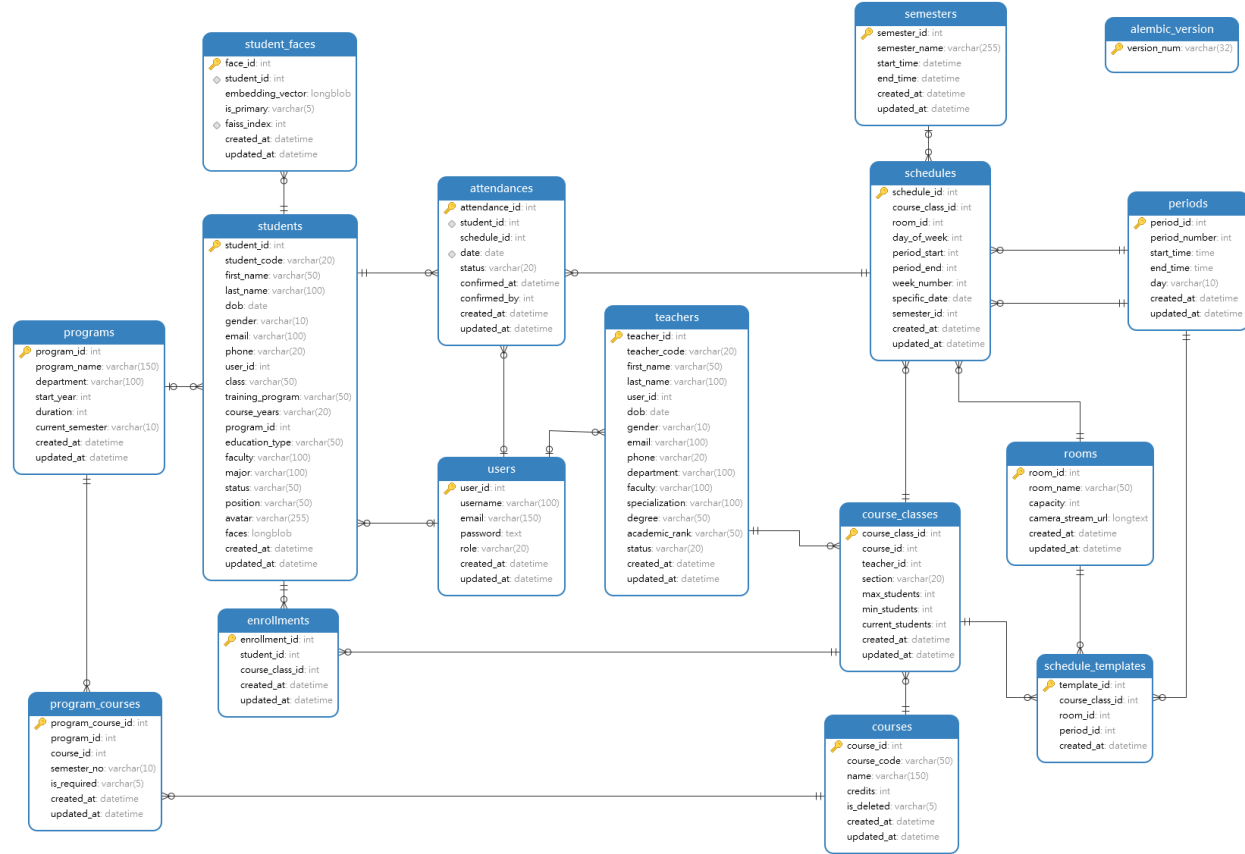 semesters
semester_id: int
semester_name: varchar(255)
start_time: datetime
end_time: datetime
created_at: datetime
updated_at: datetime
alembic_version
version_num: varchar(32)
student_faces
face_id: int
student_id: int
embedding_vector: longblob
is_primary: varchar(5)
faiss_index: int
created_at: datetime
updated_at: datetime
attendances
attendance_id: int
student_id: int
schedule_id: int
date: date
status: varchar(20)
confirmed_at: datetime
confirmed_by: int
created_at: datetime
updated_at: datetime
schedules
schedule_id: int
course_class_id: int
room_id: int
day_of_week: int
period_start: int
period_end: int
week_number: int
specific_date: date
semester_id: int
created_at: datetime
updated_at: datetime
periods
period_id: int
period_number: int
start_time: time
end_time: time
day: varchar(10)
created_at: datetime
updated_at: datetime
students
student_id: int
student_code: varchar(20)
first_name: varchar(50)
last_name: varchar(100)
dob: date
gender: varchar(10)
email: varchar(100)
phone: varchar(20)
user_id: int
class: varchar(50)
training_program: varchar(50)
course_years: varchar(20)
program_id: int
education_type: varchar(50)
faculty: varchar(100)
major: varchar(100)
status: varchar(50)
position: varchar(50)
avatar: varchar(255)
faces: longblob
created_at: datetime
updated_at: datetime
programs
program_id: int
program_name: varchar(150)
department: varchar(100)
start_year: int
duration: int
current_semester: varchar(10)
created_at: datetime
updated_at: datetime
teachers
teacher_id: int
teacher_code: varchar(20)
first_name: varchar(50)
last_name: varchar(100)
user_id: int
dob: date
gender: varchar(10)
email: varchar(100)
phone: varchar(20)
department: varchar(100)
faculty: varchar(100)
specialization: varchar(100)
degree: varchar(50)
academic_rank: varchar(50)
status: varchar(20)
created_at: datetime
updated_at: datetime
users
user_id: int
username: varchar(100)
email: varchar(150)
password: text
role: varchar(20)
created_at: datetime
updated_at: datetime
rooms
room_id: int
room_name: varchar(50)
capacity: int
camera_stream_url: longtext
created_at: datetime
updated_at: datetime
course_classes
course_class_id: int
course_id: int
teacher_id: int
section: varchar(20)
max_students: int
min_students: int
current_students: int
created_at: datetime
updated_at: datetime
enrollments
enrollment_id: int
student_id: int
course_class_id: int
created_at: datetime
updated_at: datetime
schedule_templates
template_id: int
course_class_id: int
room_id: int
period_id: int
created_at: datetime
program_courses
program_course_id: int
program_id: int
course_id: int
semester_no: varchar(10)
is_required: varchar(5)
created_at: datetime
updated_at: datetime
courses
course_id: int
course_code: varchar(50)
name: varchar(150)
credits: int
is_deleted: varchar(5)
created_at: datetime
updated_at: datetime